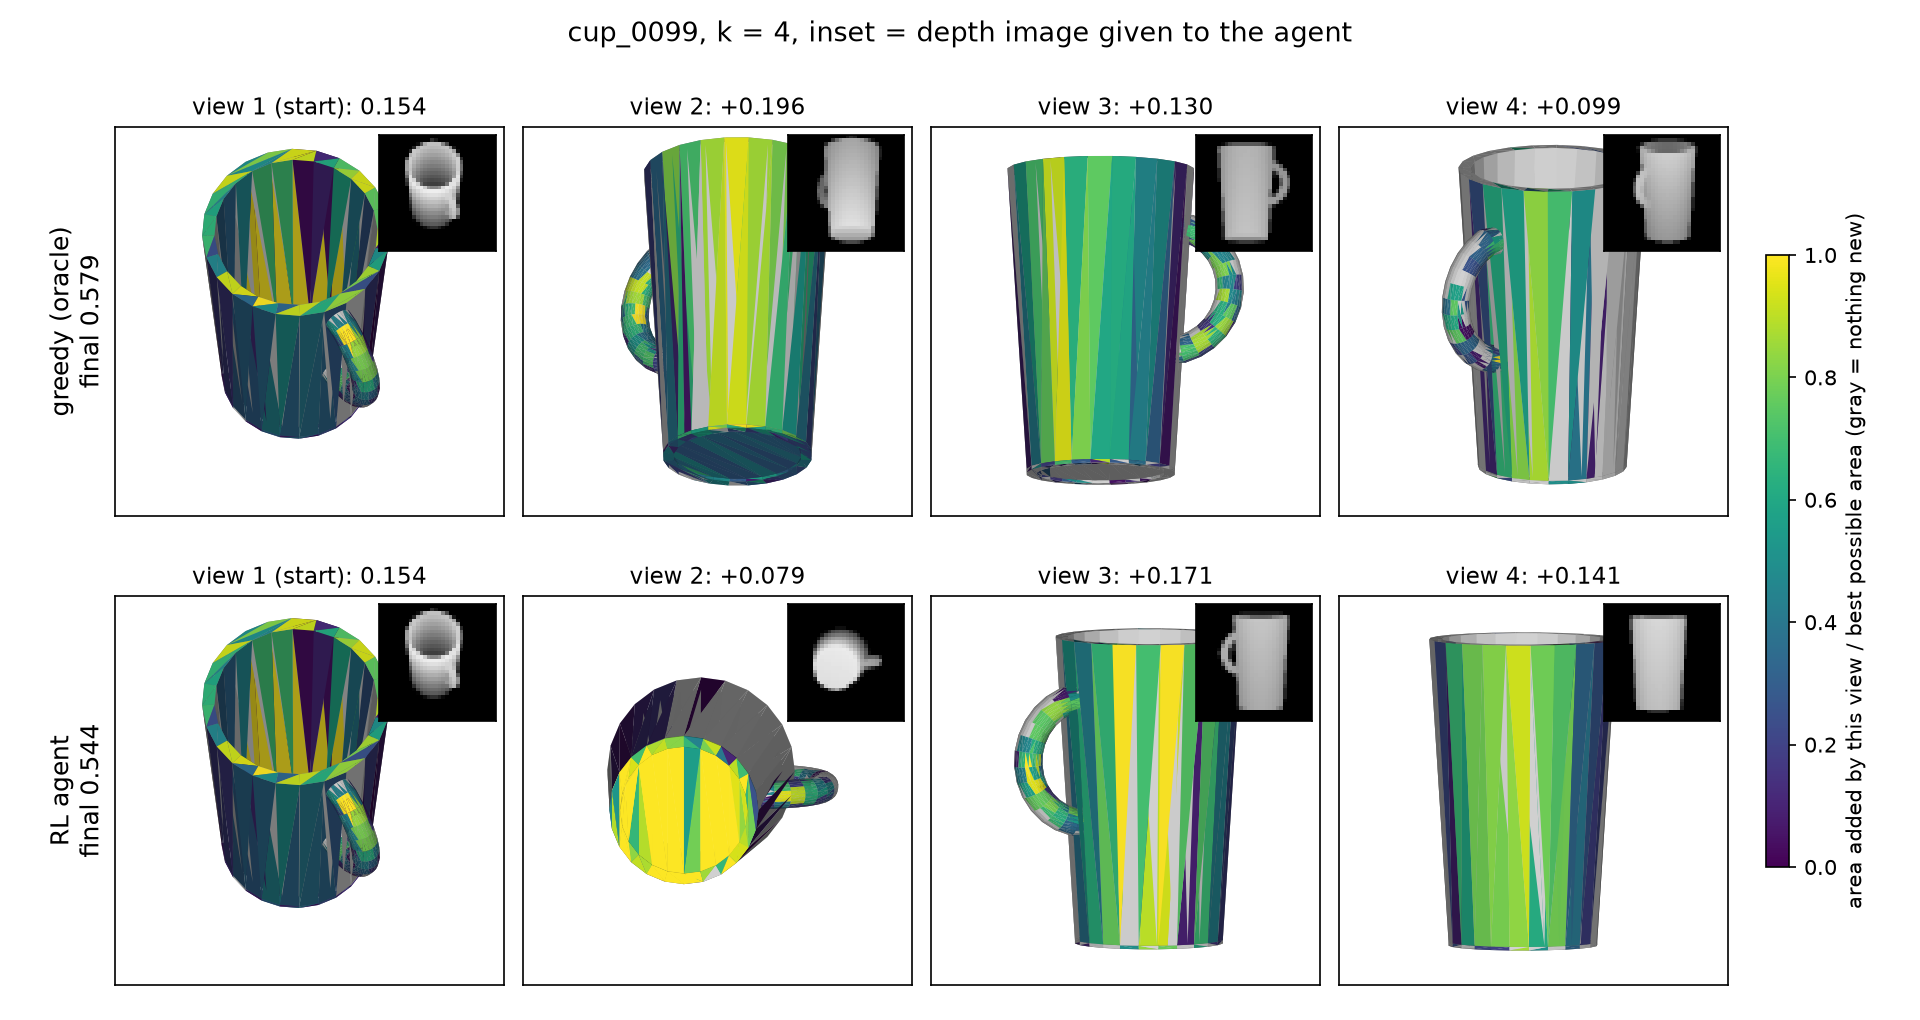 cup_0099, k = 4, inset = depth image given to the agent
view 1 (start): 0.154
view 2: +0.196
view 3: +0.130
view 4: +0.099
greedy (oracle)
final 0.579
view 1 (start): 0.154
view 2: +0.079
view 3: +0.171
view 4: +0.141
RL agent
final 0.544
1.0
0.8
0.6
0.4
0.2
0.0
area added by this view / best possible area (gray = nothing new)